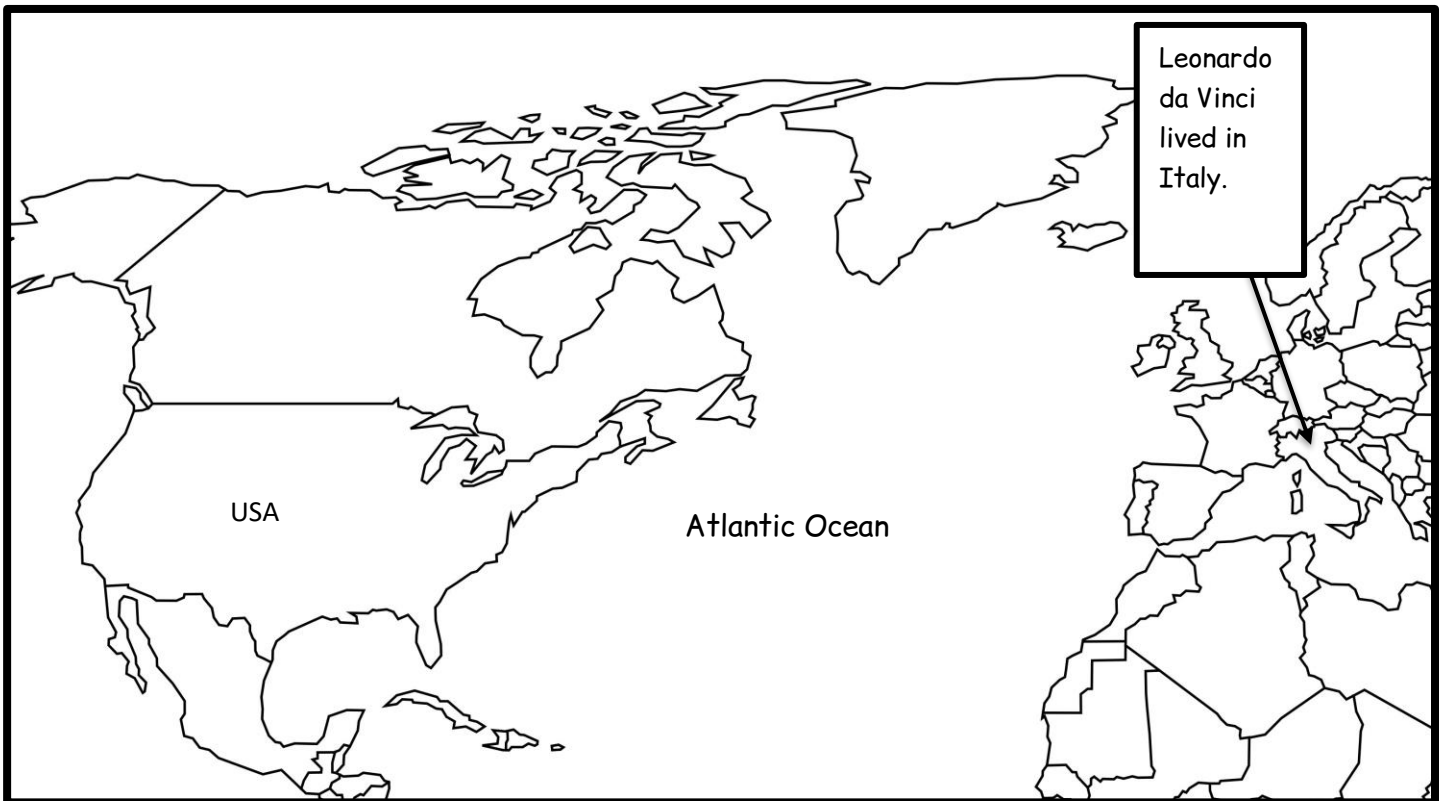 Leonardo
da Vinci
lived in
Italy.
USA
Atlantic Ocean